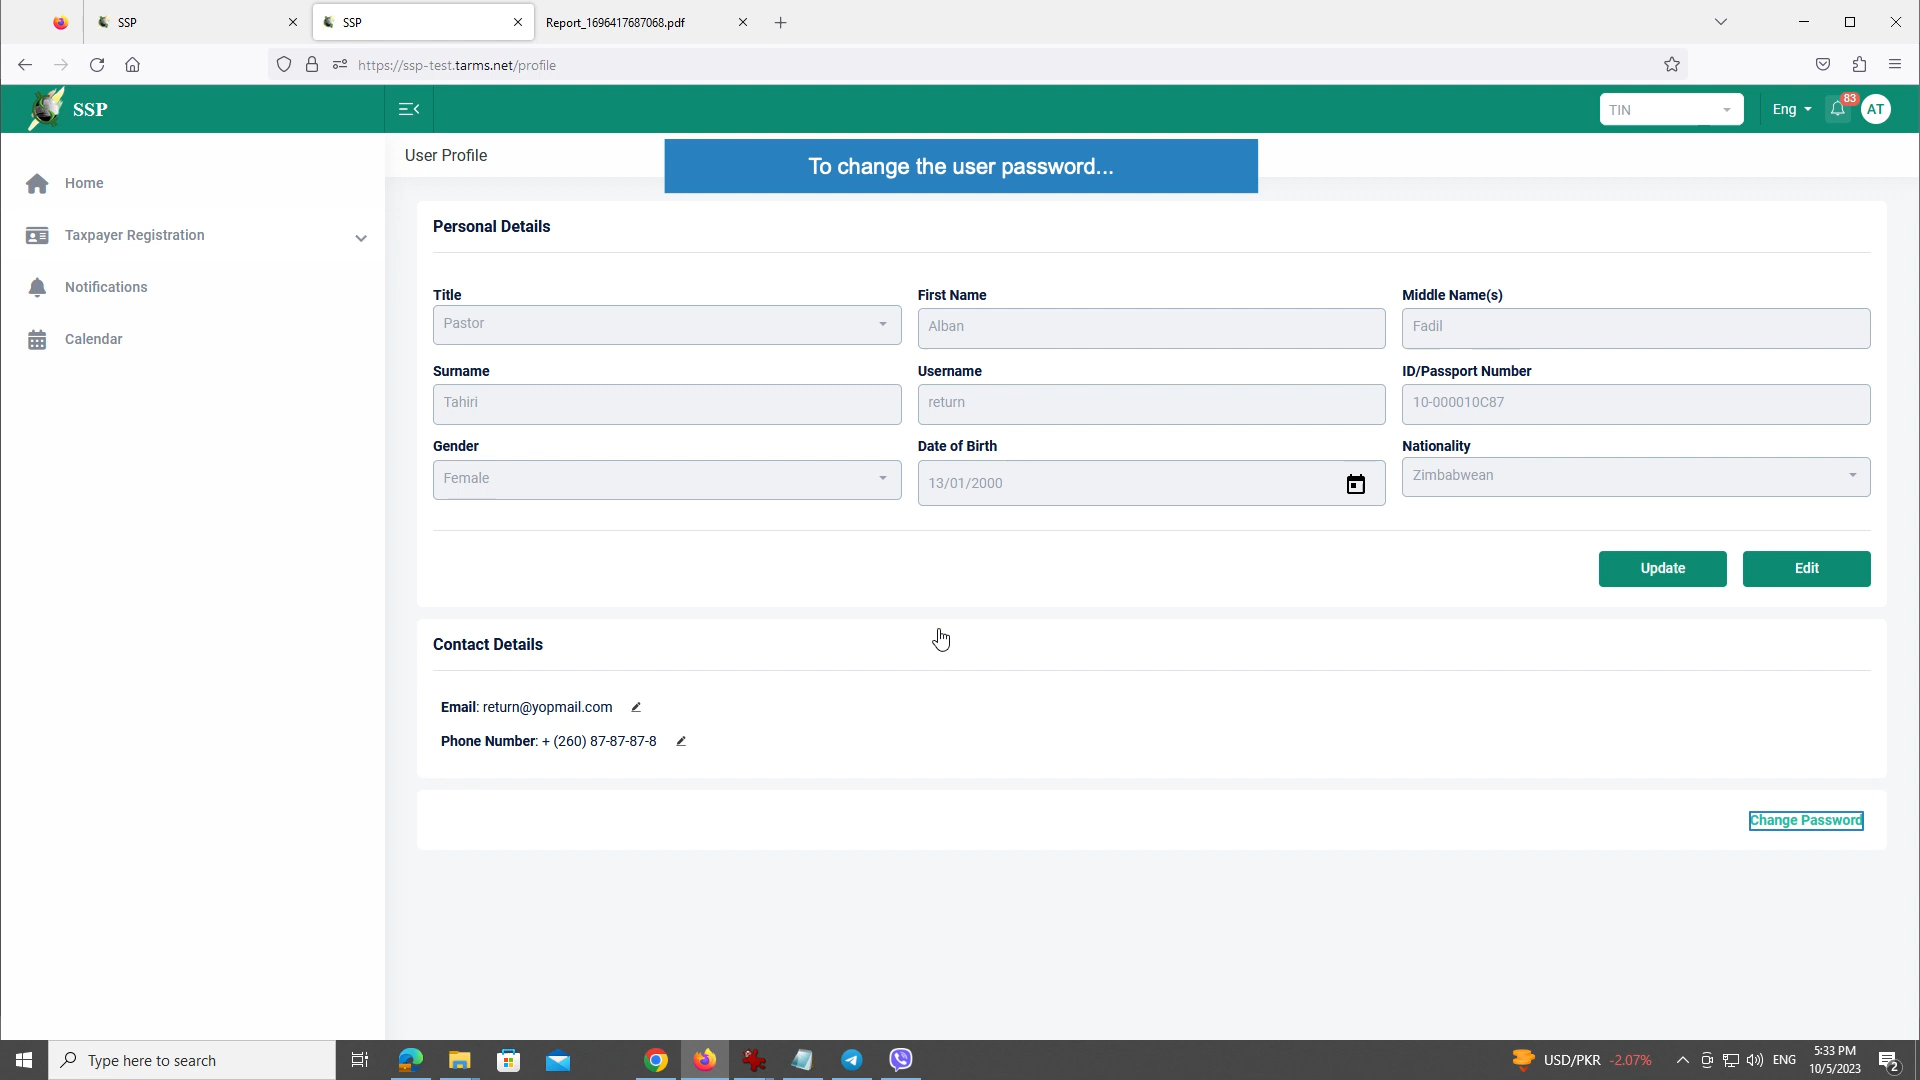 SSP
SSP
Report_1696417687068.pdf
https://ssp-test.tarms.net/profile
SSP
TIN
Eng
83
AT
User Profile
To change the user password...
Home
Taxpayer Registration
Notifications
Calendar
Personal Details
Title
First Name
Middle Name(s)
Pastor
Alban
Fadil
Surname
Username
ID/Passport Number
Tahiri
return
10-000010C87
Gender
Date of Birth
Nationality
Female
13/01/2000
Zimbabwean
Update
Edit
Contact Details
Email: return@yopmail.com
Phone Number: + (260) 87-87-87-8
Change Password
Type here to search
USD/PKR -2.07%
ENG
5:33 PM
10/5/2023
2